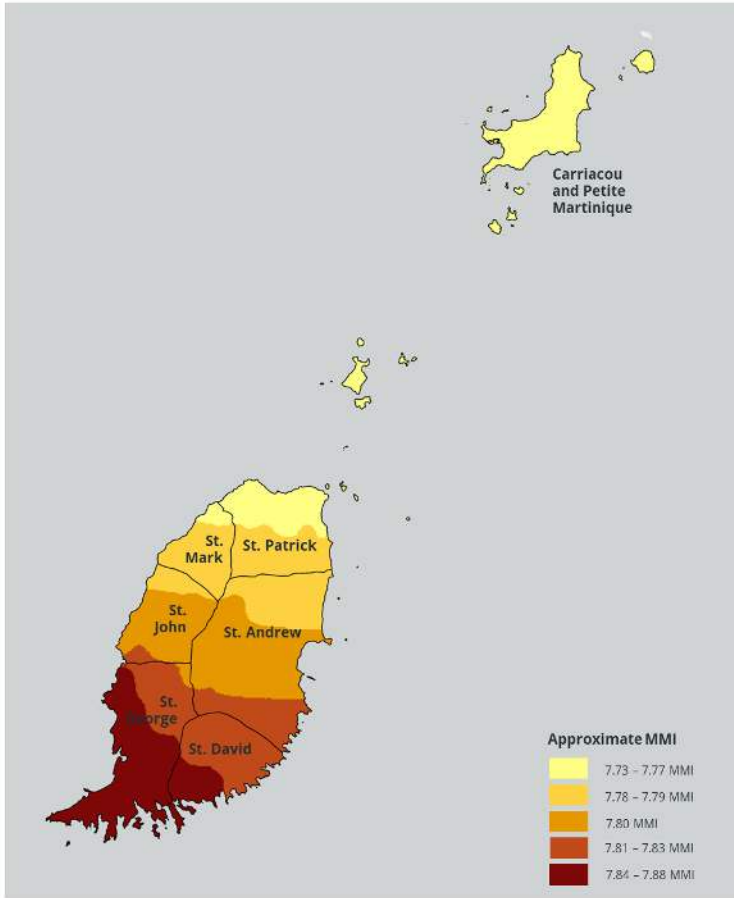 Carriacou
and Petite
Martinique
St.
Mark
St. Patrick
St.
John
St. Andrew
St.
George
St. David
Approximate MMI
7.73 – 7.77 MMI
7.78 – 7.79 MMI
7.80 MMI
7.81 – 7.83 MMI
7.84 – 7.88 MMI